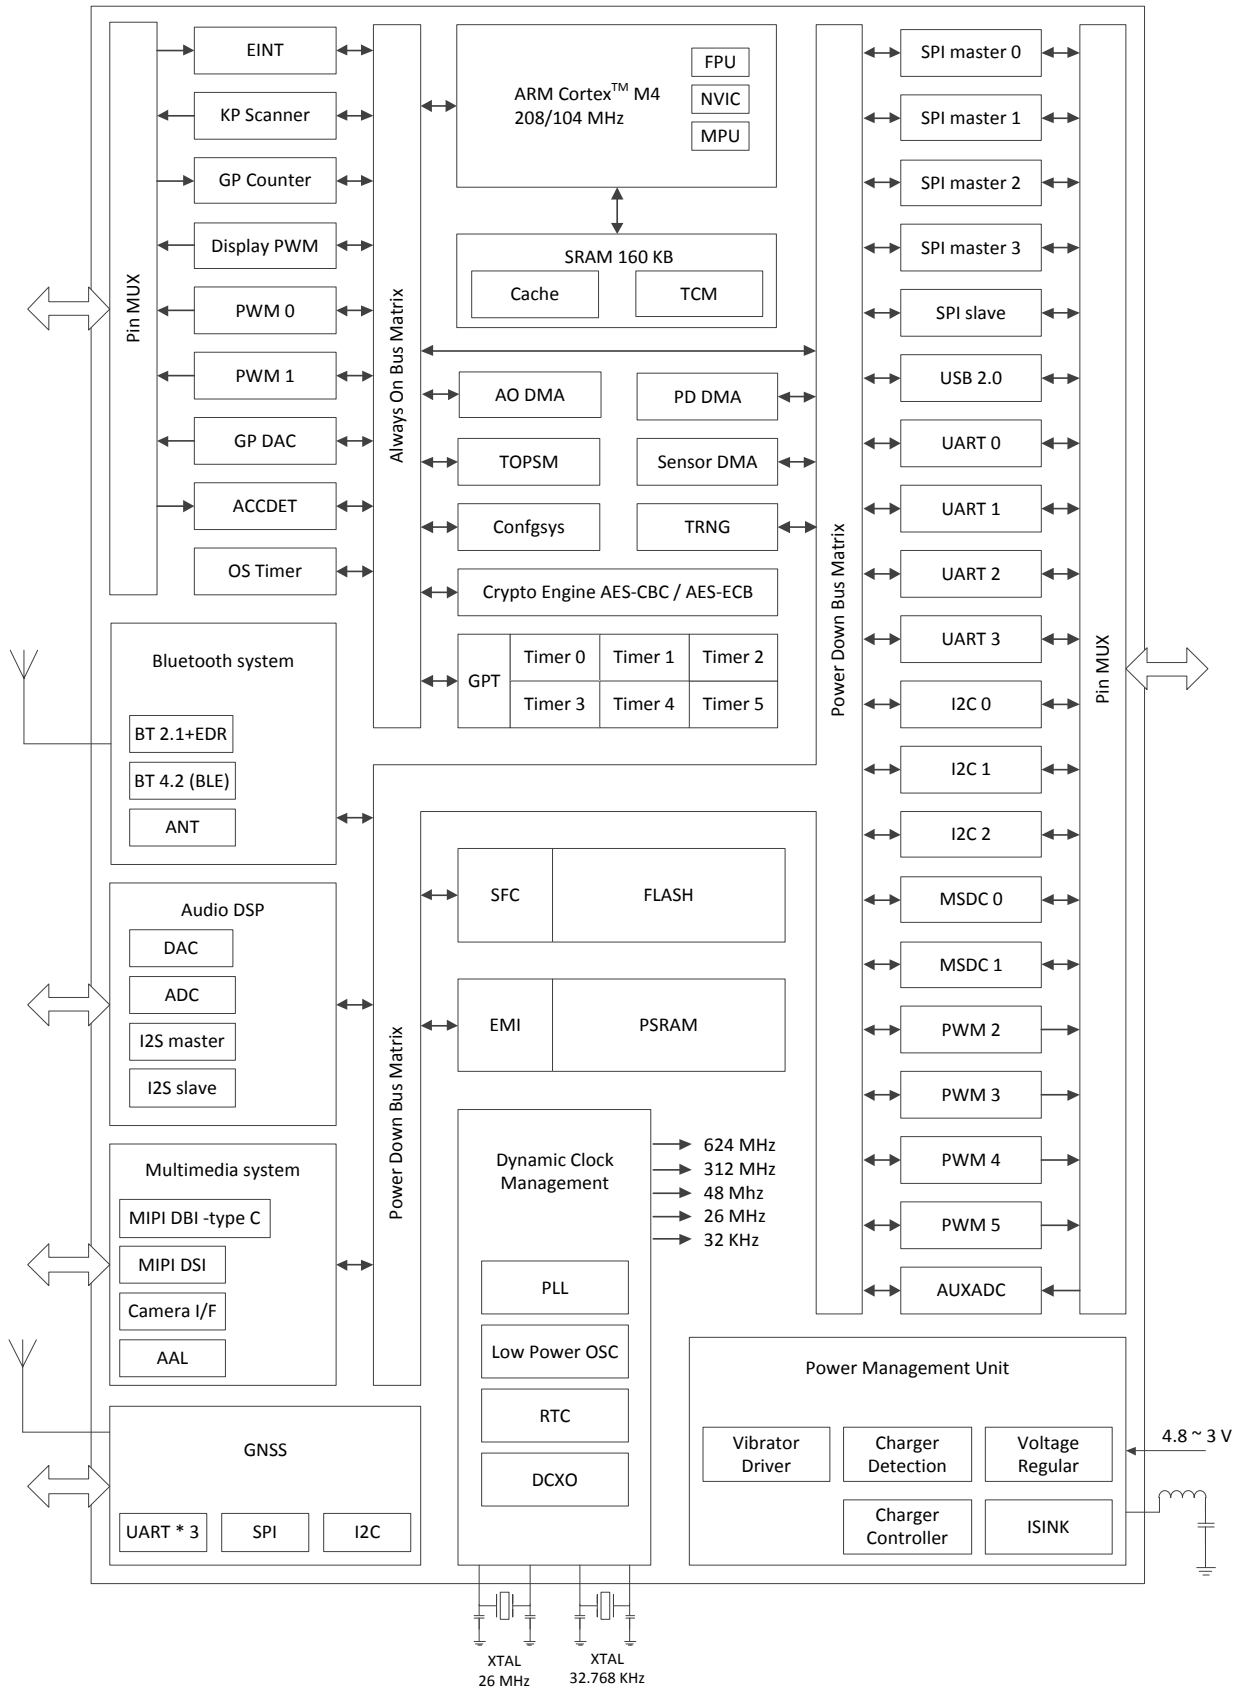 Pin MUX
EINT
KP Scanner
GP Counter
Display PWM
PWM 0
PWM 1
GP DAC
ACCDET
OS Timer
Always On Bus Matrix
ARM Cortex™ M4
208/104 MHz
FPU
NVIC
MPU
SRAM 160 KB
Cache
TCM
AO DMA
PD DMA
TOPSM
Sensor DMA
Confgsys
TRNG
Crypto Engine AES-CBC / AES-ECB
GPT
Timer 0
Timer 1
Timer 2
Timer 3
Timer 4
Timer 5
Power Down Bus Matrix
SPI master 0
SPI master 1
SPI master 2
SPI master 3
SPI slave
USB 2.0
UART 0
UART 1
UART 2
UART 3
I2C 0
I2C 1
I2C 2
MSDC 0
MSDC 1
PWM 2
PWM 3
PWM 4
PWM 5
AUXADC
Pin MUX
Bluetooth system
BT 2.1+EDR
BT 4.2 (BLE)
ANT
Audio DSP
DAC
ADC
I2S master
I2S slave
Multimedia system
MIPI DBI -type C
MIPI DSI
Camera I/F
AAL
GNSS
UART * 3
SPI
I2C
Power Down Bus Matrix
SFC
FLASH
EMI
PSRAM
Dynamic Clock
Management
PLL
Low Power OSC
RTC
DCXO
624 MHz
312 MHz
48 Mhz
26 MHz
32 KHz
Power Management Unit
Vibrator
Driver
Charger
Detection
Voltage
Regular
Charger
Controller
ISINK
4.8 ~ 3 V
XTAL
26 MHz
XTAL
32.768 KHz